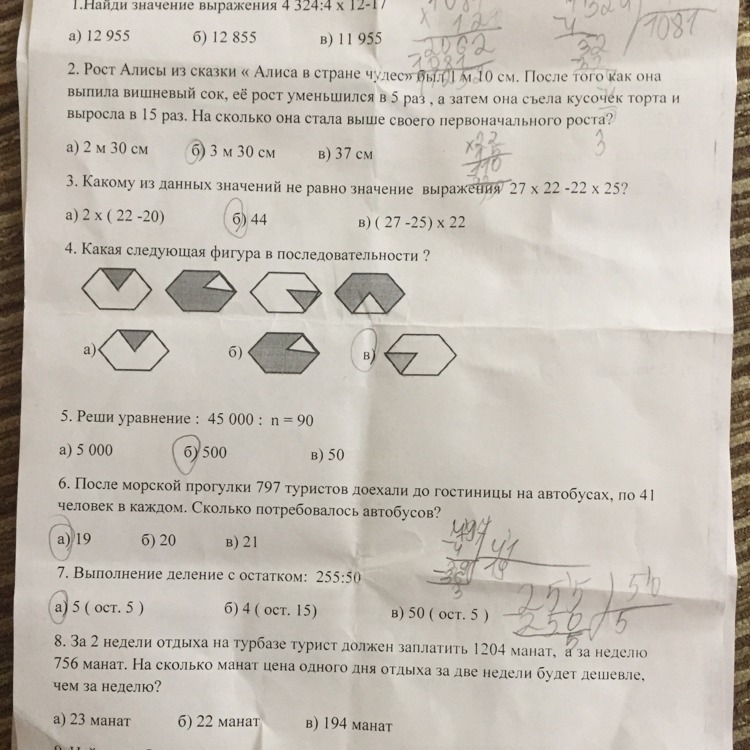 1.Найди значение выражения 4 324:4 х 12-17
а) 12 955 б) 12 855 в) 11 955
2. Рост Алисы из сказки « Алиса в стране чудес» был 1 м 10 см. После того как она
выпила вишневый сок, её рост уменьшился в 5 раз , а затем она съела кусочек торта и
выросла в 15 раз. На сколько она стала выше своего первоначального роста?
а) 2 м 30 см б) 3 м 30 см в) 37 см
3. Какому из данных значений не равно значение выражения 27 х 22 -22 х 25?
а) 2 х ( 22 -20) б) 44 в) ( 27 -25) х 22
4. Какая следующая фигура в последовательности ?
а) б) в)
5. Реши уравнение : 45 000 : n = 90
а) 5 000 б) 500 в) 50
6. После морской прогулки 797 туристов доехали до гостиницы на автобусах, по 41
человек в каждом. Сколько потребовалось автобусов?
а) 19 б) 20 в) 21
7. Выполнение деление с остатком: 255:50
а) 5 ( ост. 5 ) б) 4 ( ост. 15) в) 50 ( ост. 5 )
255 50
250 5
5
8. За 2 недели отдыха на турбазе турист должен заплатить 1204 манат, а за неделю
756 манат. На сколько манат цена одного дня отдыха за две недели будет дешевле,
чем за неделю?
а) 23 манат б) 22 манат в) 194 манат